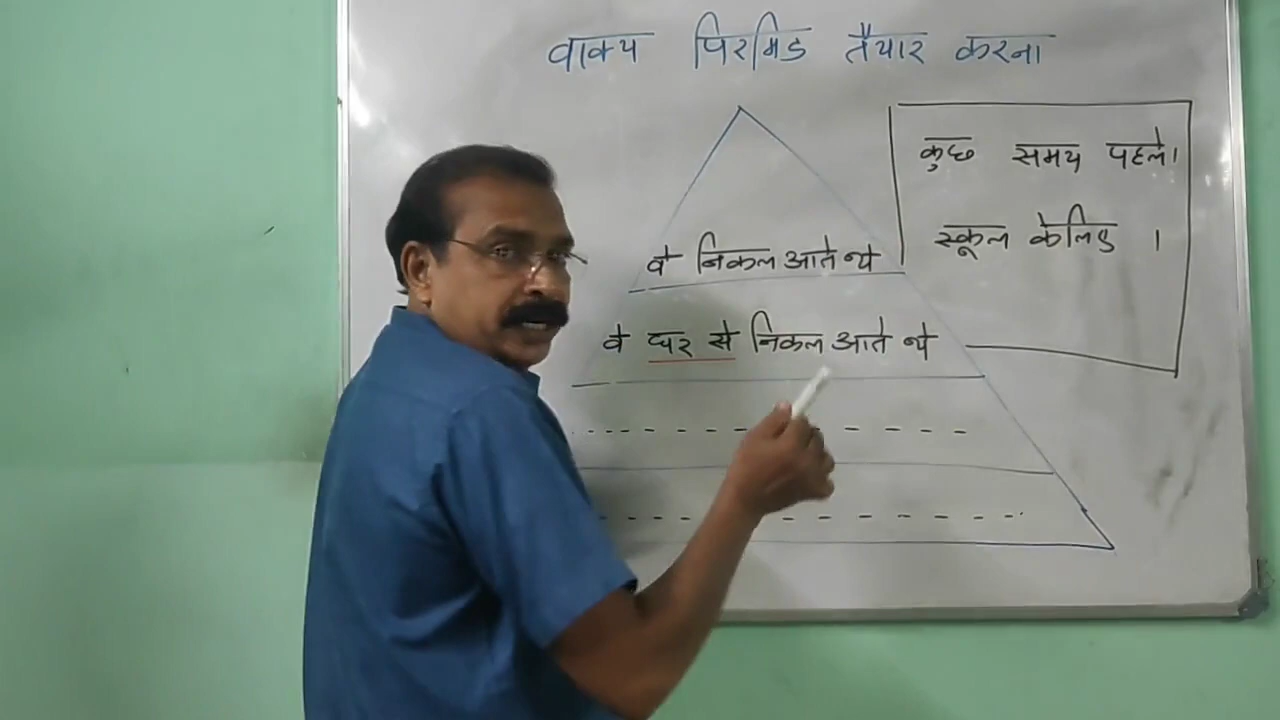 वाक्य पिरमिड तैयार करना
वे निकल आते थे
वे घर से निकल आते थे
कुछ समय पहले।
स्कूल केलिए ।